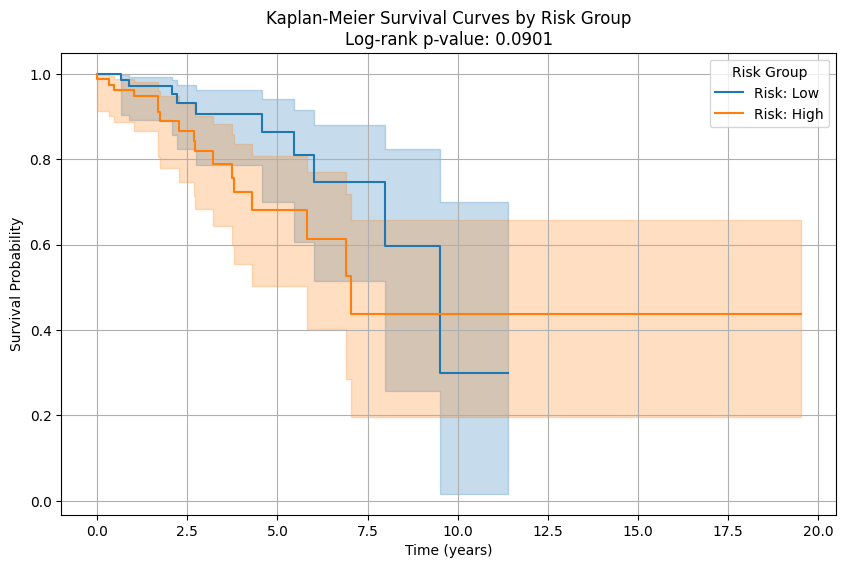 Kaplan-Meier Survival Curves by Risk Group
Log-rank p-value: 0.0901
Risk Group
Risk: Low
Risk: High
Survival Probability
1.0
0.8
0.6
0.4
0.2
0.0
0.0 2.5 5.0 7.5 10.0 12.5 15.0 17.5 20.0
Time (years)